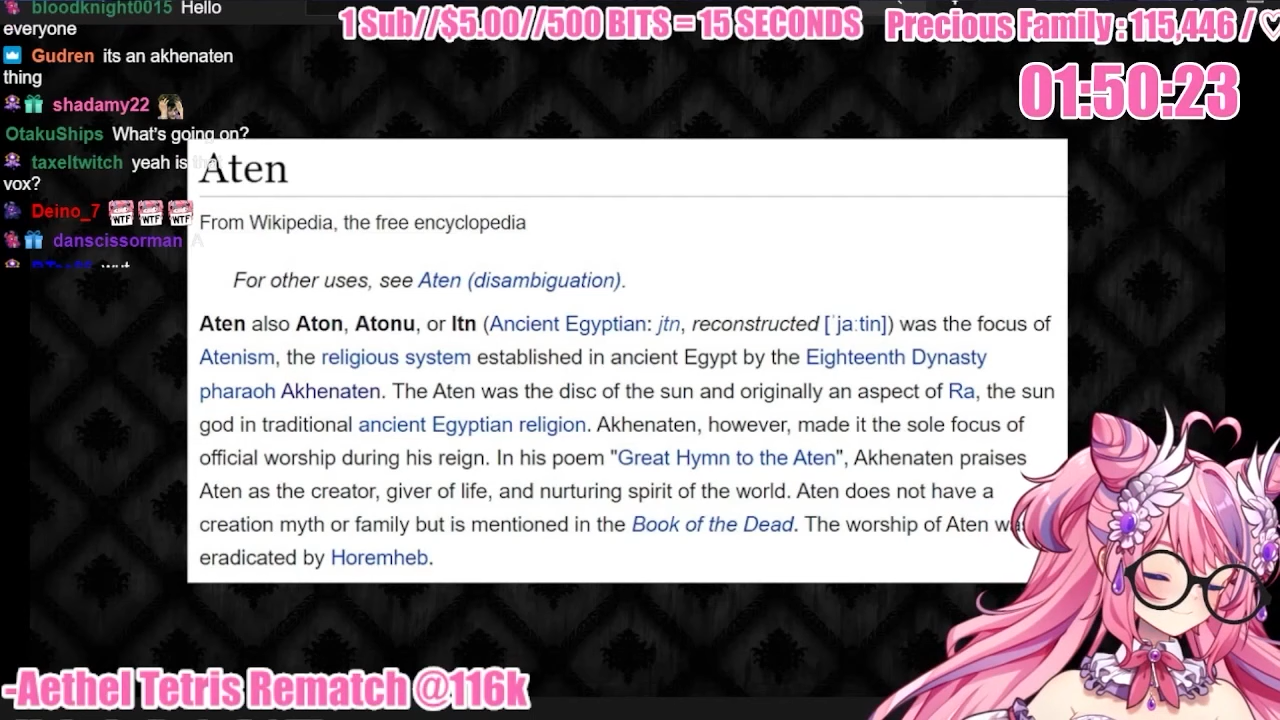 bloodknight0015 Hello
everyone
Gudren its an akhenaten
thing
shadamy22
OtakuShips What's going on?
taxeltwitch yeah is that
vox?
Deino_7 WTF WTF WTF
danscissorman A
1 Sub//$5.00//500 BITS = 15 SECONDS
Precious Family : 115,446 / ♡
01:50:23
Aten
From Wikipedia, the free encyclopedia
For other uses, see Aten (disambiguation).
Aten also Aton, Atonu, or Itn (Ancient Egyptian: jtn, reconstructed [ˈjaːtin]) was the focus of
Atenism, the religious system established in ancient Egypt by the Eighteenth Dynasty
pharaoh Akhenaten. The Aten was the disc of the sun and originally an aspect of Ra, the sun
god in traditional ancient Egyptian religion. Akhenaten, however, made it the sole focus of
official worship during his reign. In his poem "Great Hymn to the Aten", Akhenaten praises
Aten as the creator, giver of life, and nurturing spirit of the world. Aten does not have a
creation myth or family but is mentioned in the Book of the Dead. The worship of Aten was
eradicated by Horemheb.
-Aethel Tetris Rematch @116k